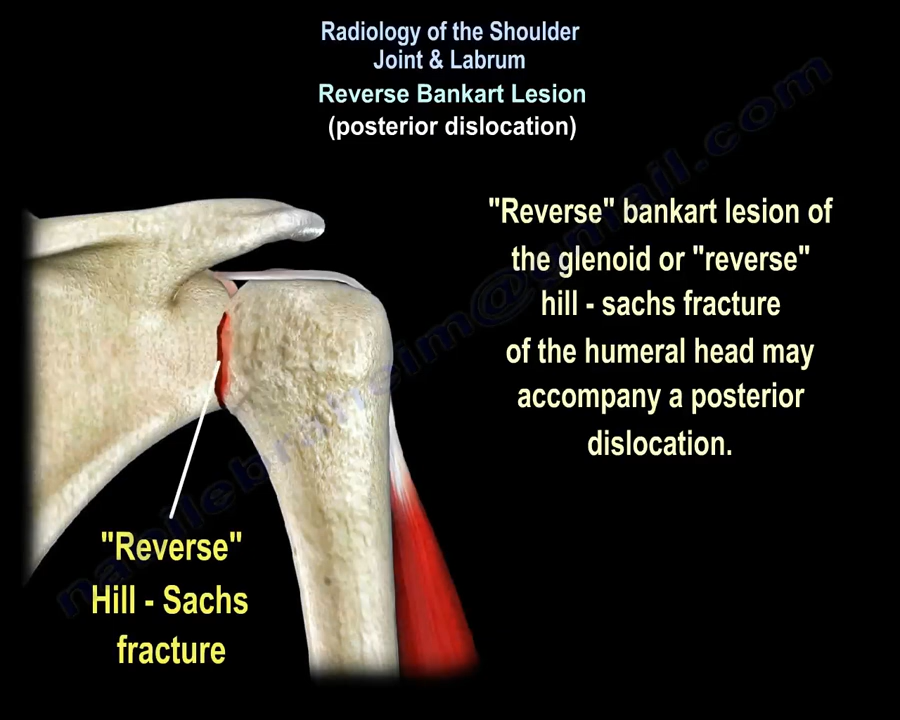 Radiology of the Shoulder
Joint & Labrum
Reverse Bankart Lesion
(posterior dislocation)
"Reverse" bankart lesion of
the glenoid or "reverse"
hill - sachs fracture
of the humeral head may
accompany a posterior
dislocation.
"Reverse"
Hill - Sachs
fracture